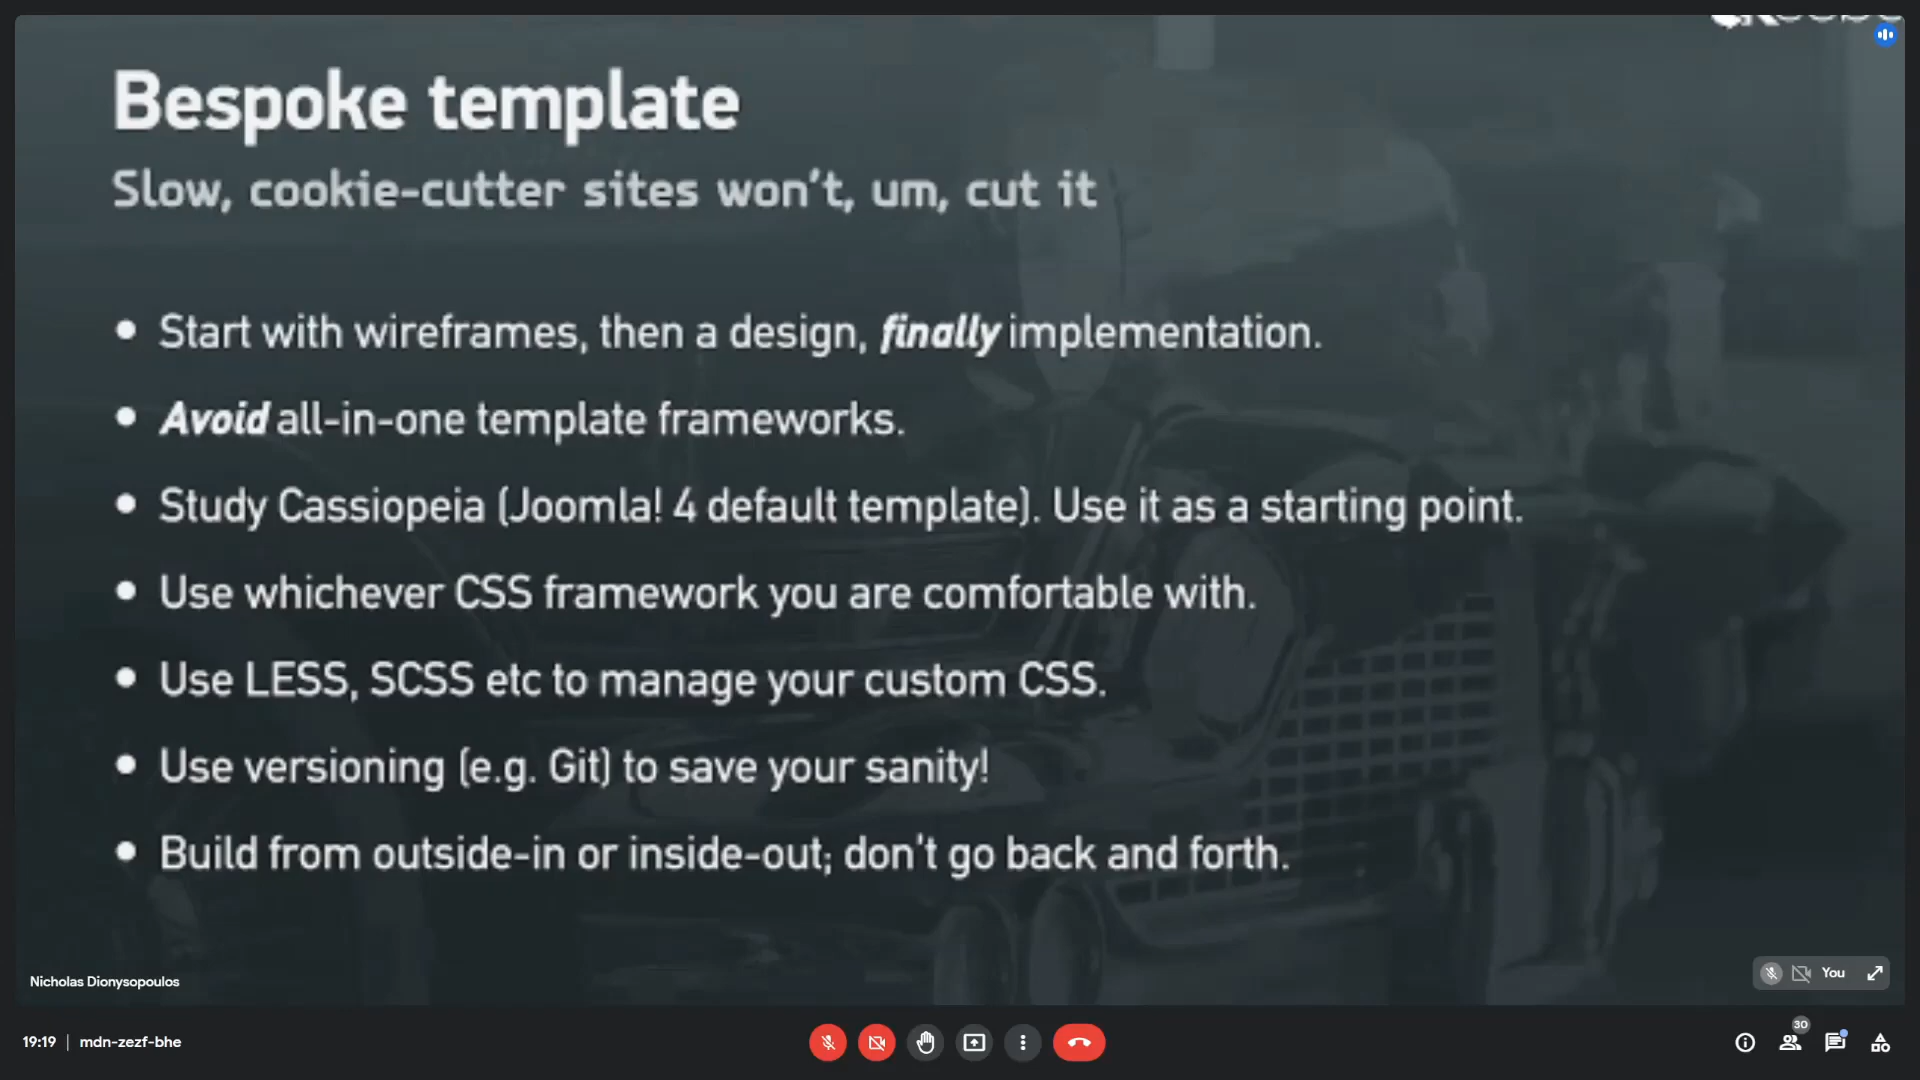 Bespoke template
Slow, cookie-cutter sites won't, um, cut it
• Start with wireframes, then a design, finally implementation.
• Avoid all-in-one template frameworks.
• Study Cassiopeia (Joomla! 4 default template). Use it as a starting point.
• Use whichever CSS framework you are comfortable with.
• Use LESS, SCSS etc to manage your custom CSS.
• Use versioning (e.g. Git) to save your sanity!
• Build from outside-in or inside-out; don't go back and forth.
Nicholas Dionysopoulos
You
19:19 | mdn-zezf-bhe
30